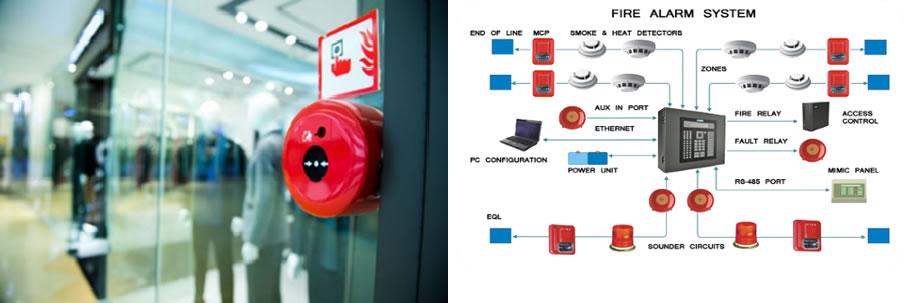 FIRE ALARM SYSTEM
END OF LINE MCP SMOKE & HEAT DETECTORS
ZONES
AUX IN PORT
FIRE RELAY
ACCESS
CONTROL
ETHERNET
FAULT RELAY
PC CONFIGURATION
POWER UNIT
MIMIC PANEL
RS-485 PORT
EQL
SOUNDER CIRCUITS